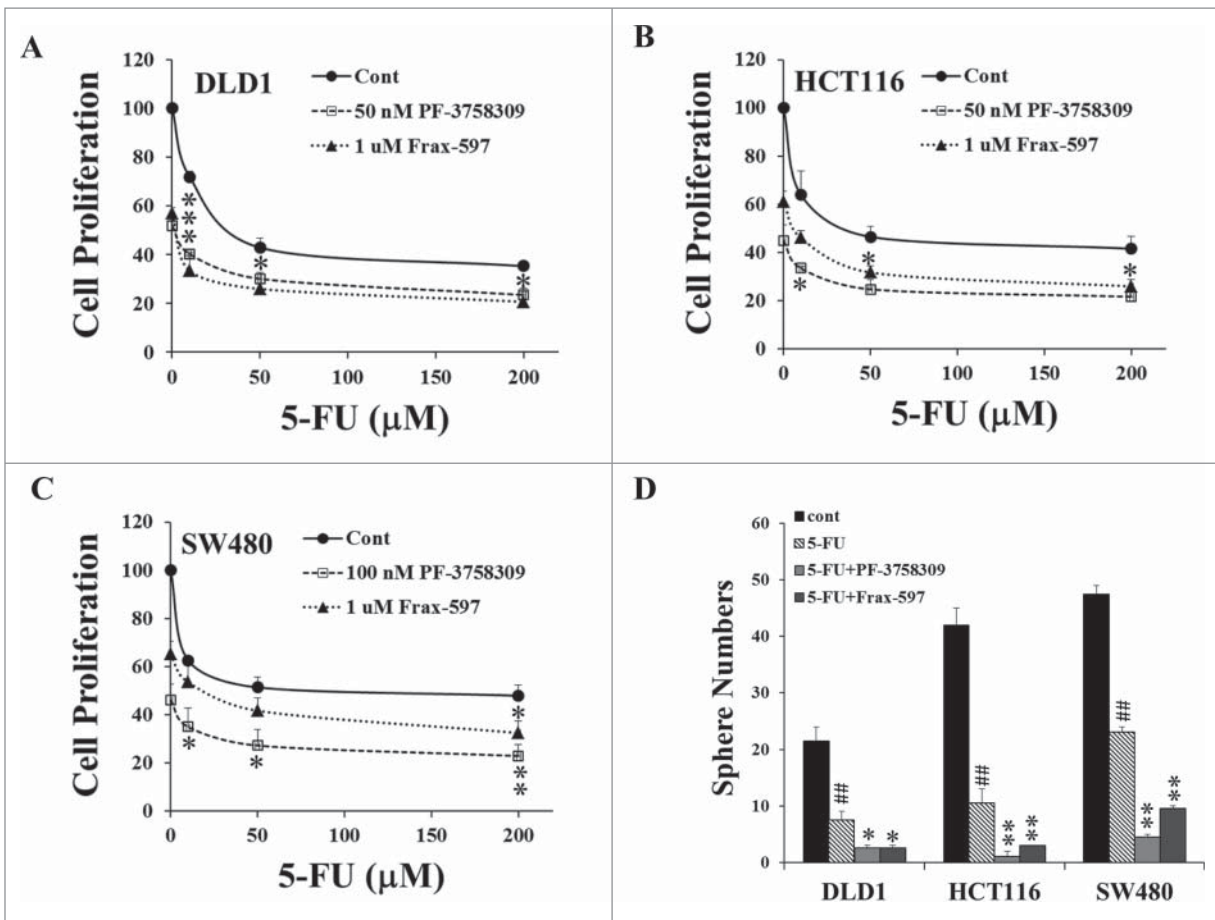 A
DLD1
Cont
50 nM PF-3758309
1 uM Frax-597
Cell Proliferation
120
100
80
60
40
20
0
***
*
*
0 50 100 150 200
5-FU (μM)
B
HCT116
Cont
50 nM PF-3758309
1 uM Frax-597
Cell Proliferation
120
100
80
60
40
20
0
*
*
*
0 50 100 150 200
5-FU (μM)
C
SW480
Cont
100 nM PF-3758309
1 uM Frax-597
Cell Proliferation
120
100
80
60
40
20
0
*
*
*
**
0 50 100 150 200
5-FU (μM)
D
cont
5-FU
5-FU+PF-3758309
5-FU+Frax-597
Sphere Numbers
60
50
40
30
20
10
0
## * *
## ** **
## ** **
DLD1 HCT116 SW480